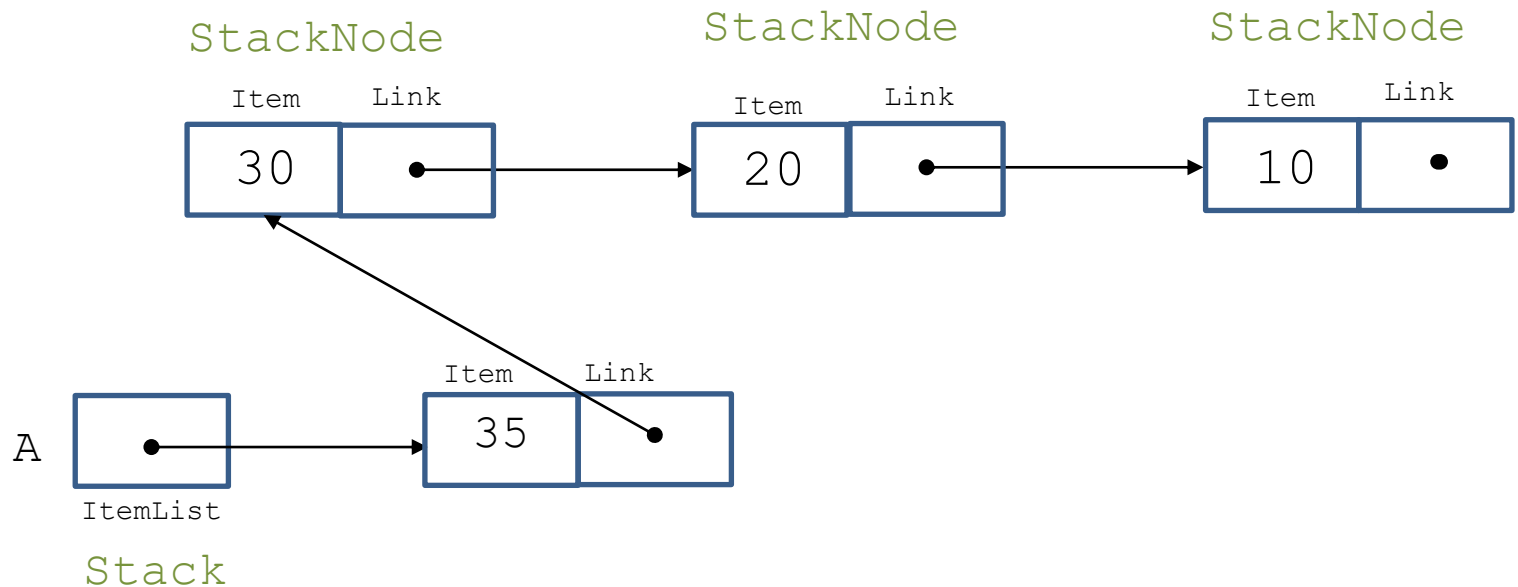 StackNode StackNode StackNode
Item Link Item Link Item Link
30 20 10
Item Link
A 35
ItemList
Stack